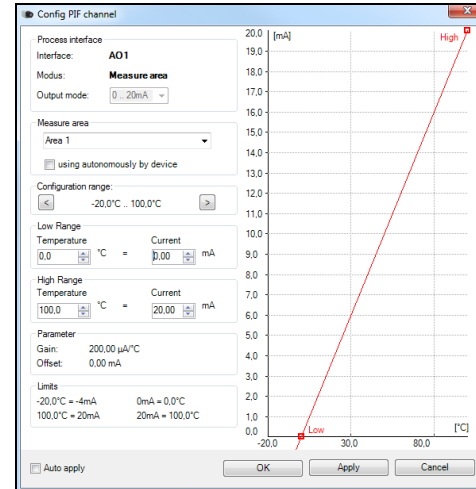 Config PIF channel
Process interface
Interface: AO1
Modus: Measure area
Output mode: 0 .. 20mA
Measure area
Area 1
using autonomously by device
Configuration range:
< -20,0°C .. 100,0°C >
Low Range
Temperature Current
0,0 °C = 0,00 mA
High Range
Temperature Current
100,0 °C = 20,00 mA
Parameter
Gain: 200,00 µA/°C
Offset: 0,00 mA
Limits
-20,0°C = -4mA 0mA = 0,0°C
100,0°C = 20mA 20mA = 100,0°C
Auto apply
20,0 [mA] High
19,0
18,0
17,0
16,0
15,0
14,0
13,0
12,0
11,0
10,0
9,0
8,0
7,0
6,0
5,0
4,0
3,0
2,0
1,0
0,0 Low [°C]
-20,0 30,0 80,0
OK Apply Cancel